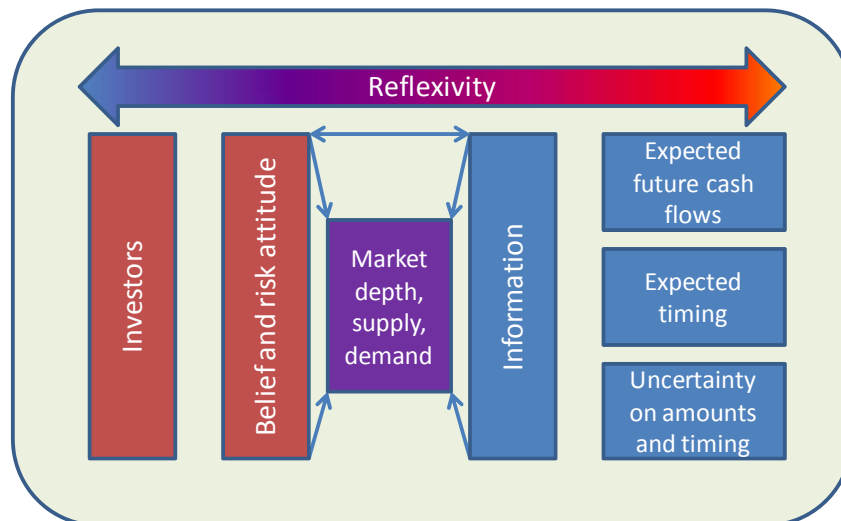 Reflexivity
Investors
Belief and risk attitude
Market
depth,
supply,
demand
Information
Expected
future cash
flows
Expected
timing
Uncertainty
on amounts
and timing